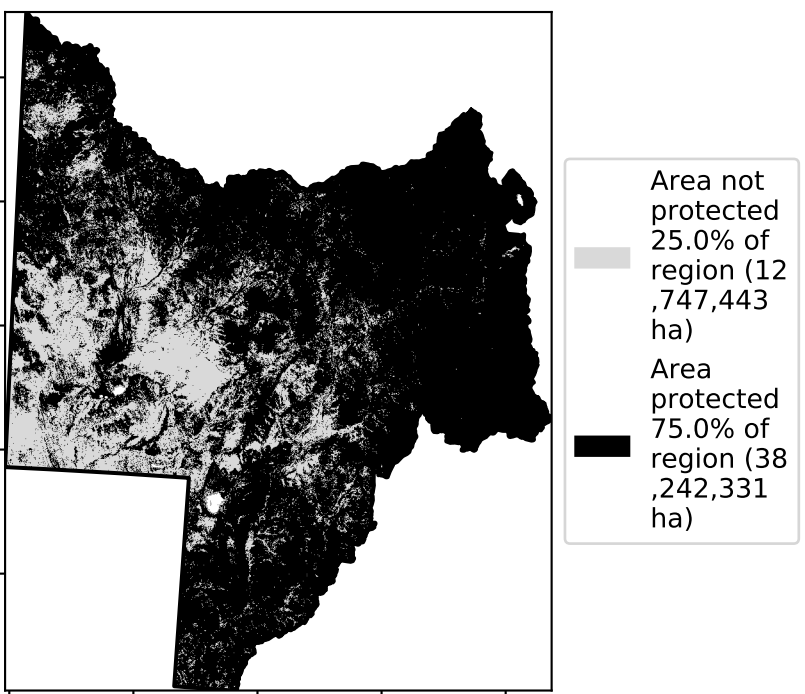 Area not
protected
25.0% of
region (12
,747,443
ha)
Area
protected
75.0% of
region (38
,242,331
ha)